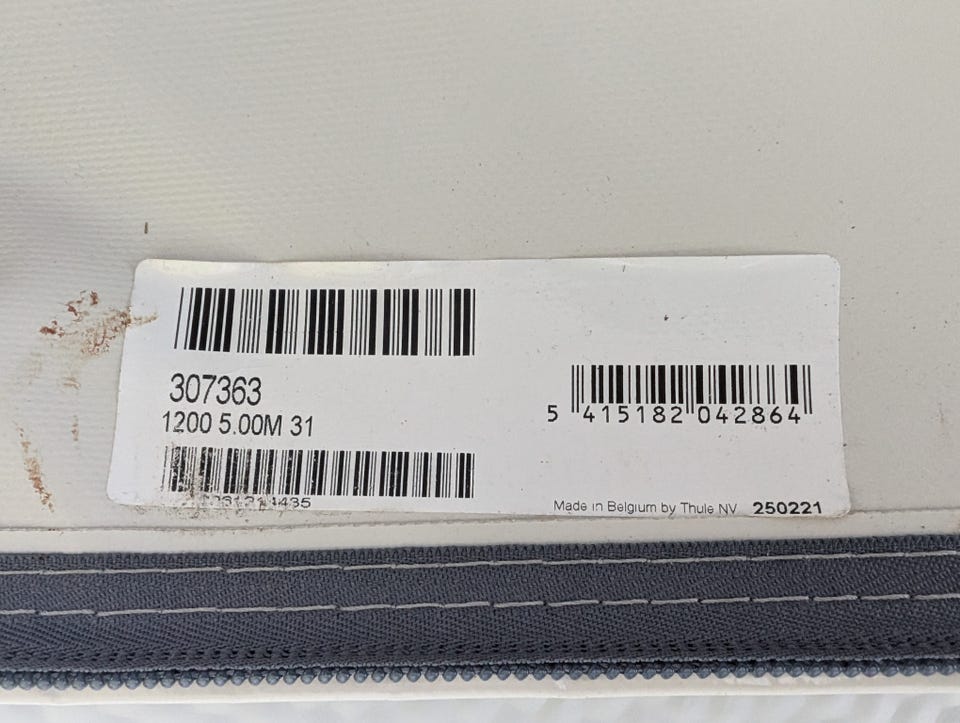 307363
1200 5.00M 31
5 415182 042864
Made in Belgium by Thule NV 250221